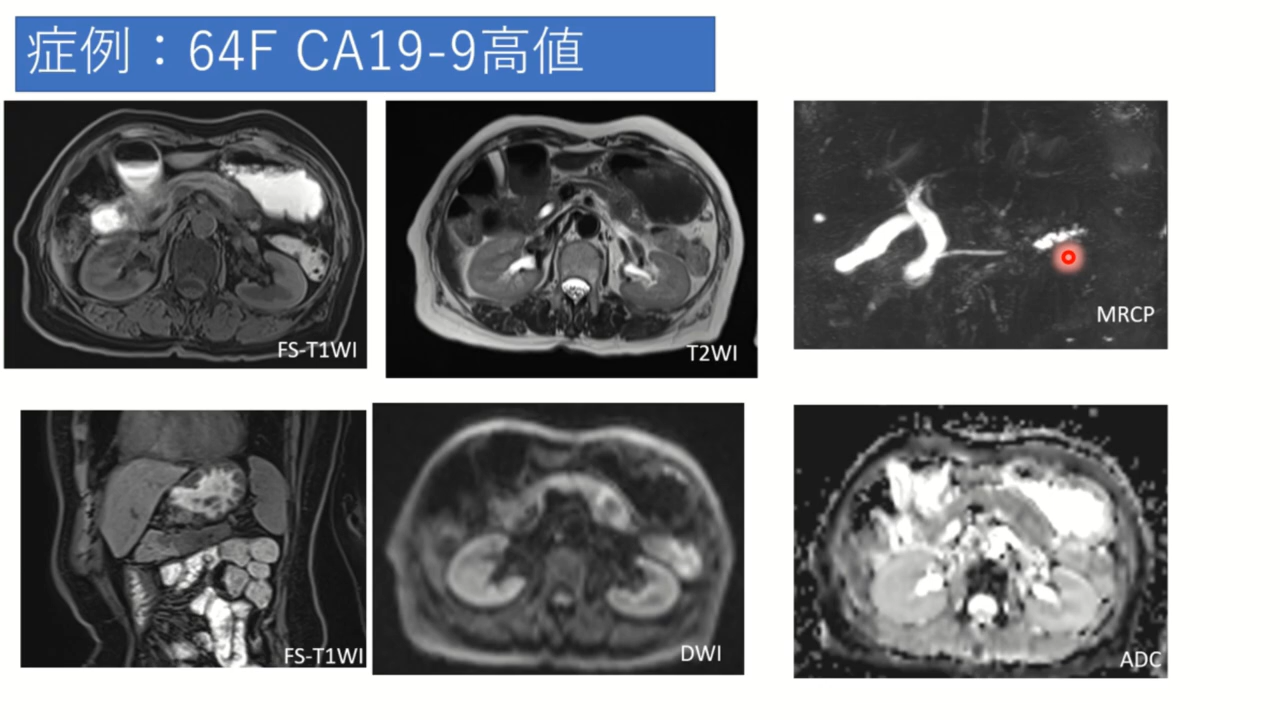 症例：64F CA19-9高値
FS-T1WI
T2WI
MRCP
FS-T1WI
DWI
ADC